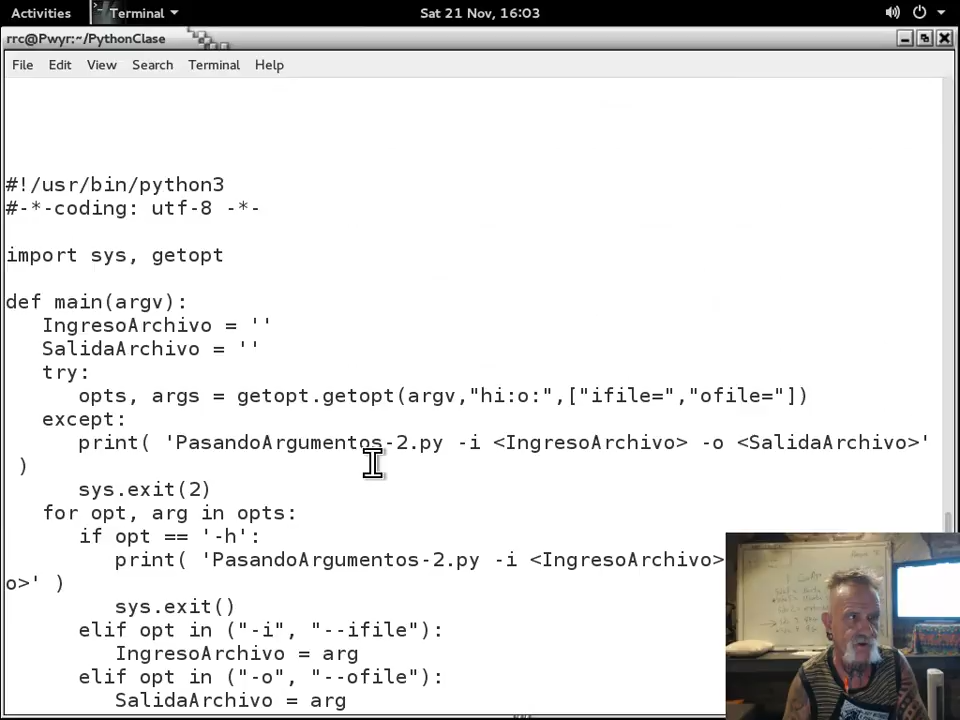 Activities
Terminal
Sat 21 Nov, 16:03
rrc@Pwyr:~/PythonClase
File Edit View Search Terminal Help
#!/usr/bin/python3
#-*-coding: utf-8 -*-
import sys, getopt
def main(argv):
IngresoArchivo = ''
SalidaArchivo = ''
try:
opts, args = getopt.getopt(argv,"hi:o:",["ifile=","ofile="])
except:
print( 'PasandoArgumentos-2.py -i <IngresoArchivo> -o <SalidaArchivo>'
)
sys.exit(2)
for opt, arg in opts:
if opt == '-h':
print( 'PasandoArgumentos-2.py -i <IngresoArchivo>
o>' )
sys.exit()
elif opt in ("-i", "--ifile"):
IngresoArchivo = arg
elif opt in ("-o", "--ofile"):
SalidaArchivo = arg